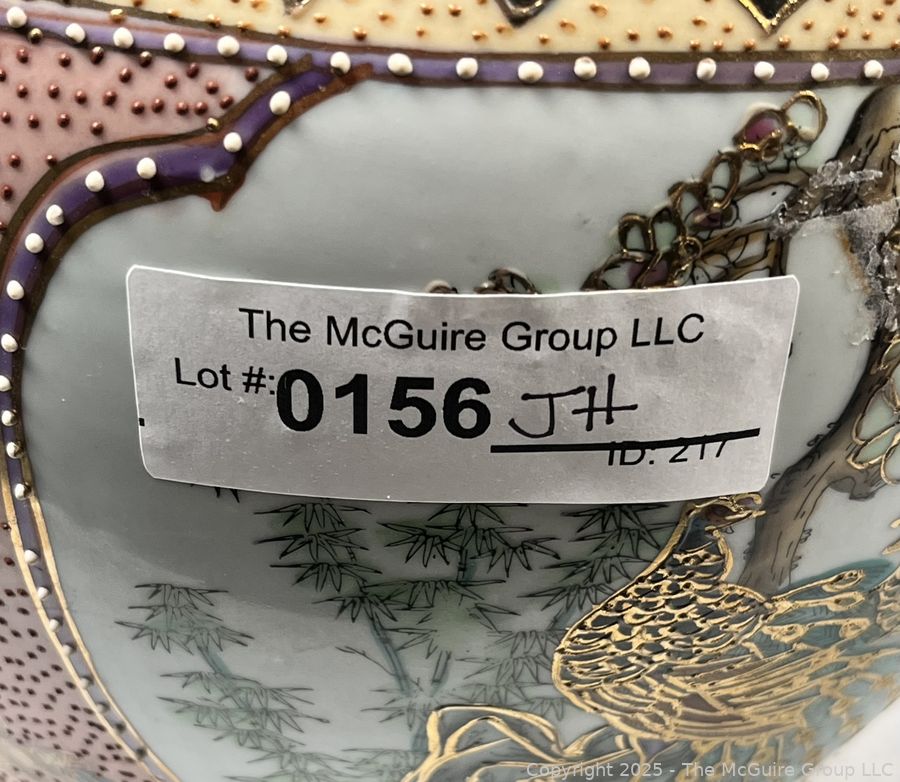 The McGuire Group LLC
Lot #: 0156 JH
ID: 217
Copyright 2025 - The McGuire Group LLC